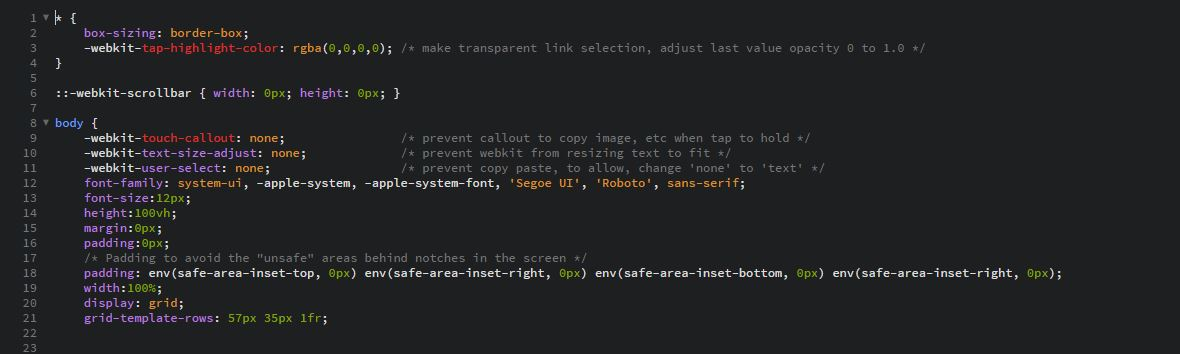 1 * {
2 box-sizing: border-box;
3 -webkit-tap-highlight-color: rgba(0,0,0,0); /* make transparent link selection, adjust last value opacity 0 to 1.0 */
4 }
5
6 ::-webkit-scrollbar { width: 0px; height: 0px; }
7
8 body {
9 -webkit-touch-callout: none; /* prevent callout to copy image, etc when tap to hold */
10 -webkit-text-size-adjust: none; /* prevent webkit from resizing text to fit */
11 -webkit-user-select: none; /* prevent copy paste, to allow, change 'none' to 'text' */
12 font-family: system-ui, -apple-system, -apple-system-font, 'Segoe UI', 'Roboto', sans-serif;
13 font-size:12px;
14 height:100vh;
15 margin:0px;
16 padding:0px;
17 /* Padding to avoid the "unsafe" areas behind notches in the screen */
18 padding: env(safe-area-inset-top, 0px) env(safe-area-inset-right, 0px) env(safe-area-inset-bottom, 0px) env(safe-area-inset-right, 0px);
19 width:100%;
20 display: grid;
21 grid-template-rows: 57px 35px 1fr;
22
23